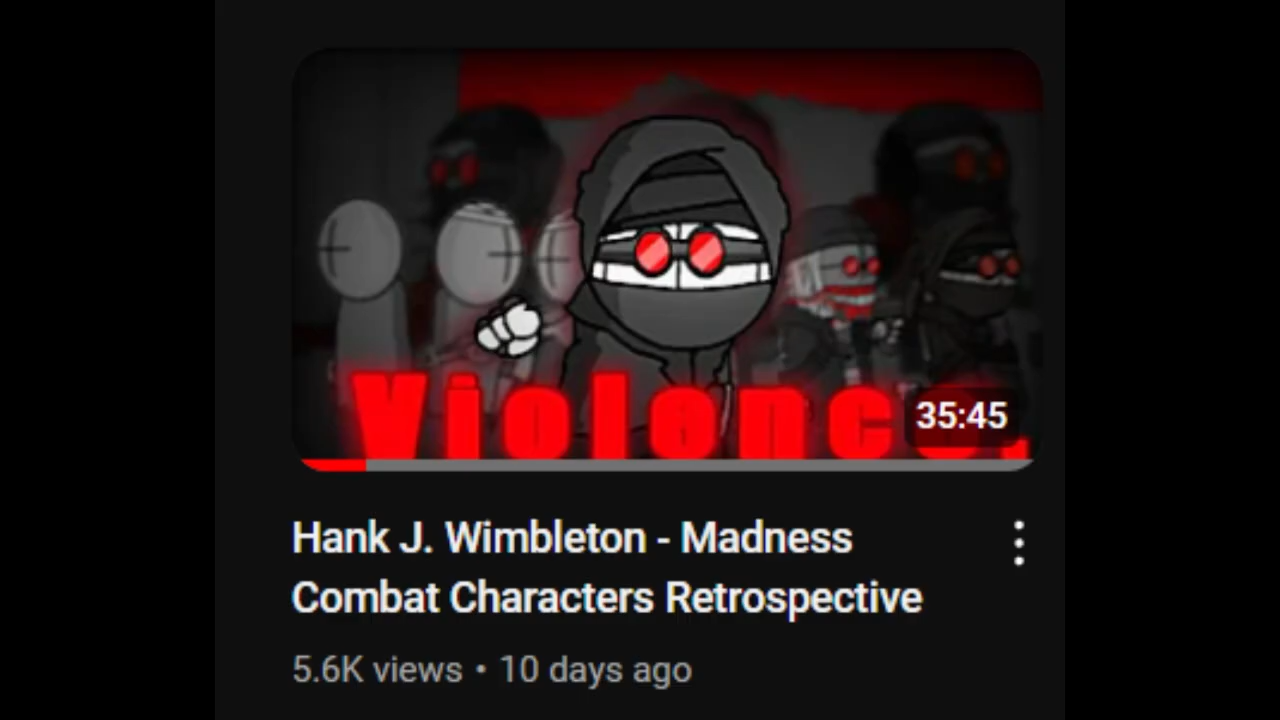 Violence.
35:45
Hank J. Wimbleton - Madness
Combat Characters Retrospective
5.6K views • 10 days ago